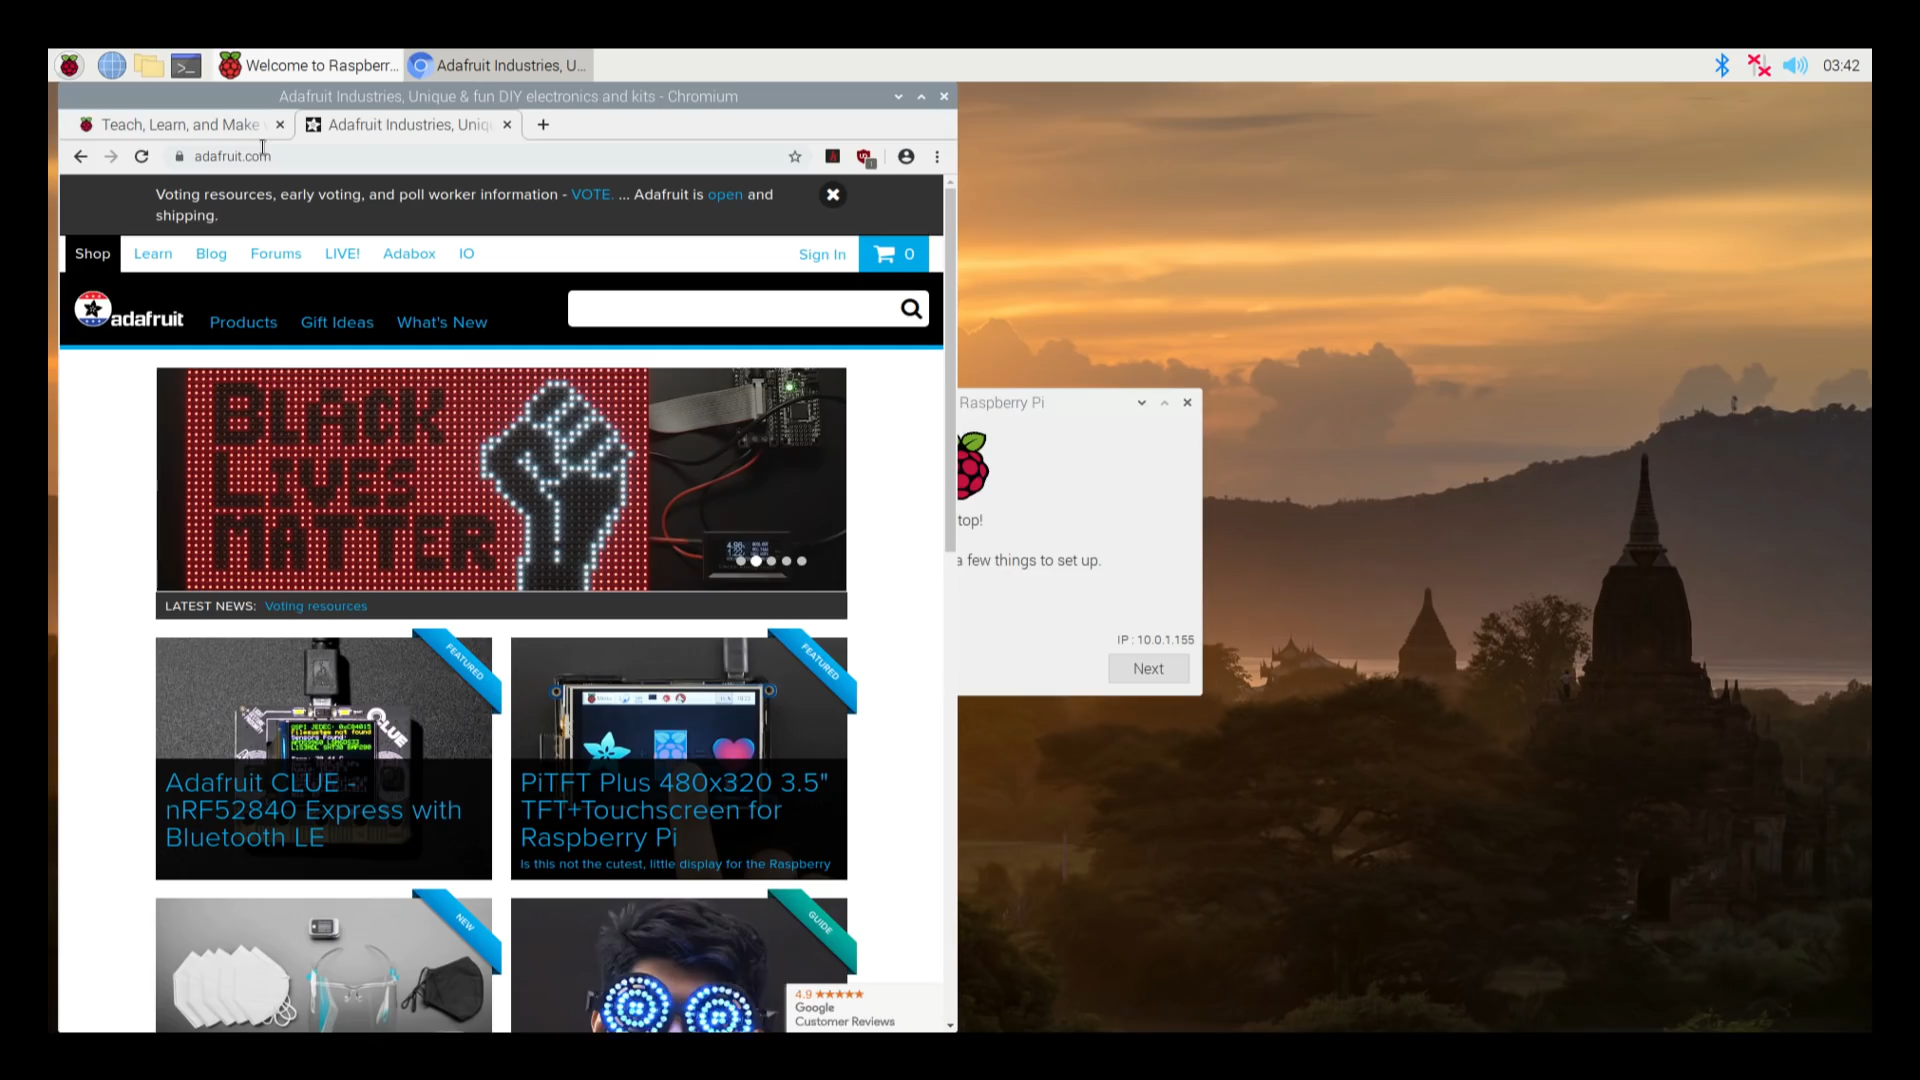 Welcome to Raspberr...
Adafruit Industries, U...
03:42
Adafruit Industries, Unique & fun DIY electronics and kits - Chromium
Teach, Learn, and Make
Adafruit Industries, Uniq
adafruit.com
Voting resources, early voting, and poll worker information - VOTE. ... Adafruit is open and
shipping.
Shop Learn Blog Forums LIVE! Adabox IO
Sign In
0
adafruit
Products Gift Ideas What's New
BLACK
LIVES
MATTER
LATEST NEWS: Voting resources
FEATURED
FEATURED
CLUE
Adafruit CLUE -
nRF52840 Express with
Bluetooth LE
PiTFT Plus 480x320 3.5"
TFT+Touchscreen for
Raspberry Pi
Is this not the cutest, little display for the Raspberry
NEW
GUIDE
4.9
Google
Customer Reviews
Raspberry Pi
top!
a few things to set up.
IP : 10.0.1.155
Next